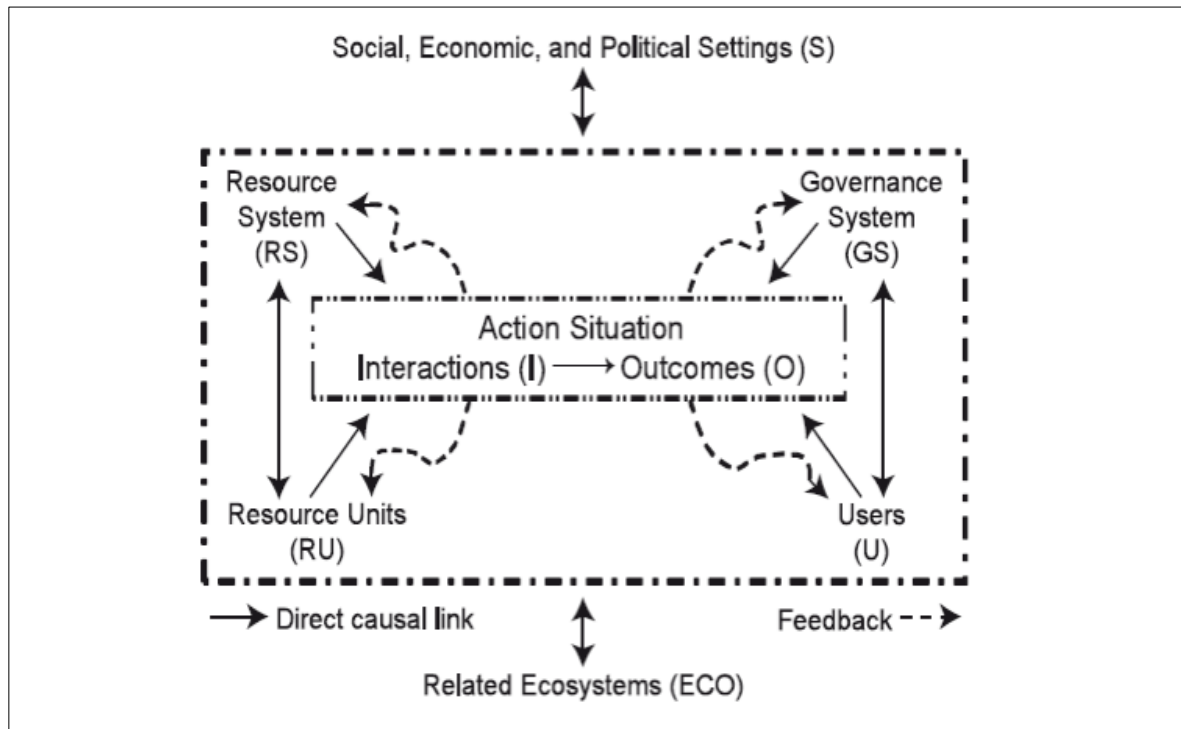 Social, Economic, and Political Settings (S)
Resource
System
(RS)
Governance
System
(GS)
Action Situation
Interactions (I) → Outcomes (O)
Resource Units
(RU)
Users
(U)
Direct causal link
Feedback
Related Ecosystems (ECO)